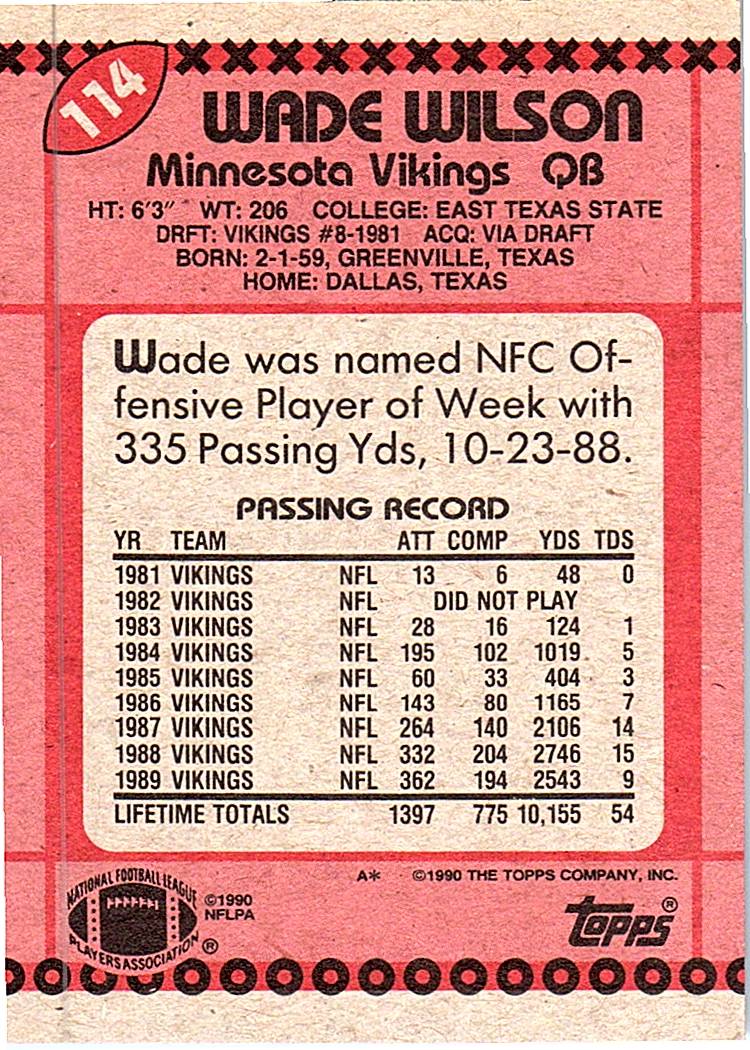 114
WADE WILSON
Minnesota Vikings QB
HT: 6'3" WT: 206 COLLEGE: EAST TEXAS STATE
DRFT: VIKINGS #8-1981 ACQ: VIA DRAFT
BORN: 2-1-59, GREENVILLE, TEXAS
HOME: DALLAS, TEXAS
Wade was named NFC Of-
fensive Player of Week with
335 Passing Yds, 10-23-88.
PASSING RECORD
YR TEAM ATT COMP YDS TDS
1981 VIKINGS NFL 13 6 48 0
1982 VIKINGS NFL DID NOT PLAY
1983 VIKINGS NFL 28 16 124 1
1984 VIKINGS NFL 195 102 1019 5
1985 VIKINGS NFL 60 33 404 3
1986 VIKINGS NFL 143 80 1165 7
1987 VIKINGS NFL 264 140 2106 14
1988 VIKINGS NFL 332 204 2746 15
1989 VIKINGS NFL 362 194 2543 9
LIFETIME TOTALS 1397 775 10,155 54
A* ©1990 THE TOPPS COMPANY, INC.
NATIONAL FOOTBALL LEAGUE
PLAYERS ASSOCIATION ®
©1990
NFLPA
topps ®